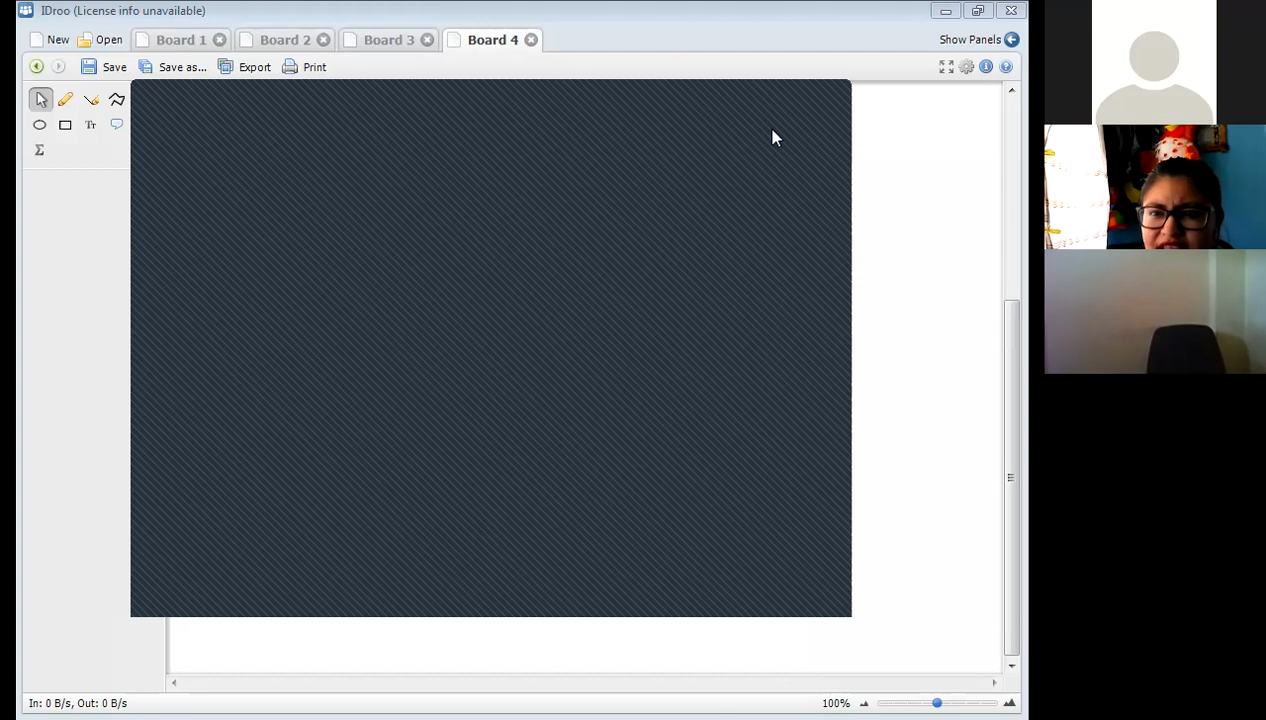 IDroo (License info unavailable)
New Open Board 1 Board 2 Board 3 Board 4 Show Panels
Save Save as... Export Print
Tr
Σ
In: 0 B/s, Out: 0 B/s 100%